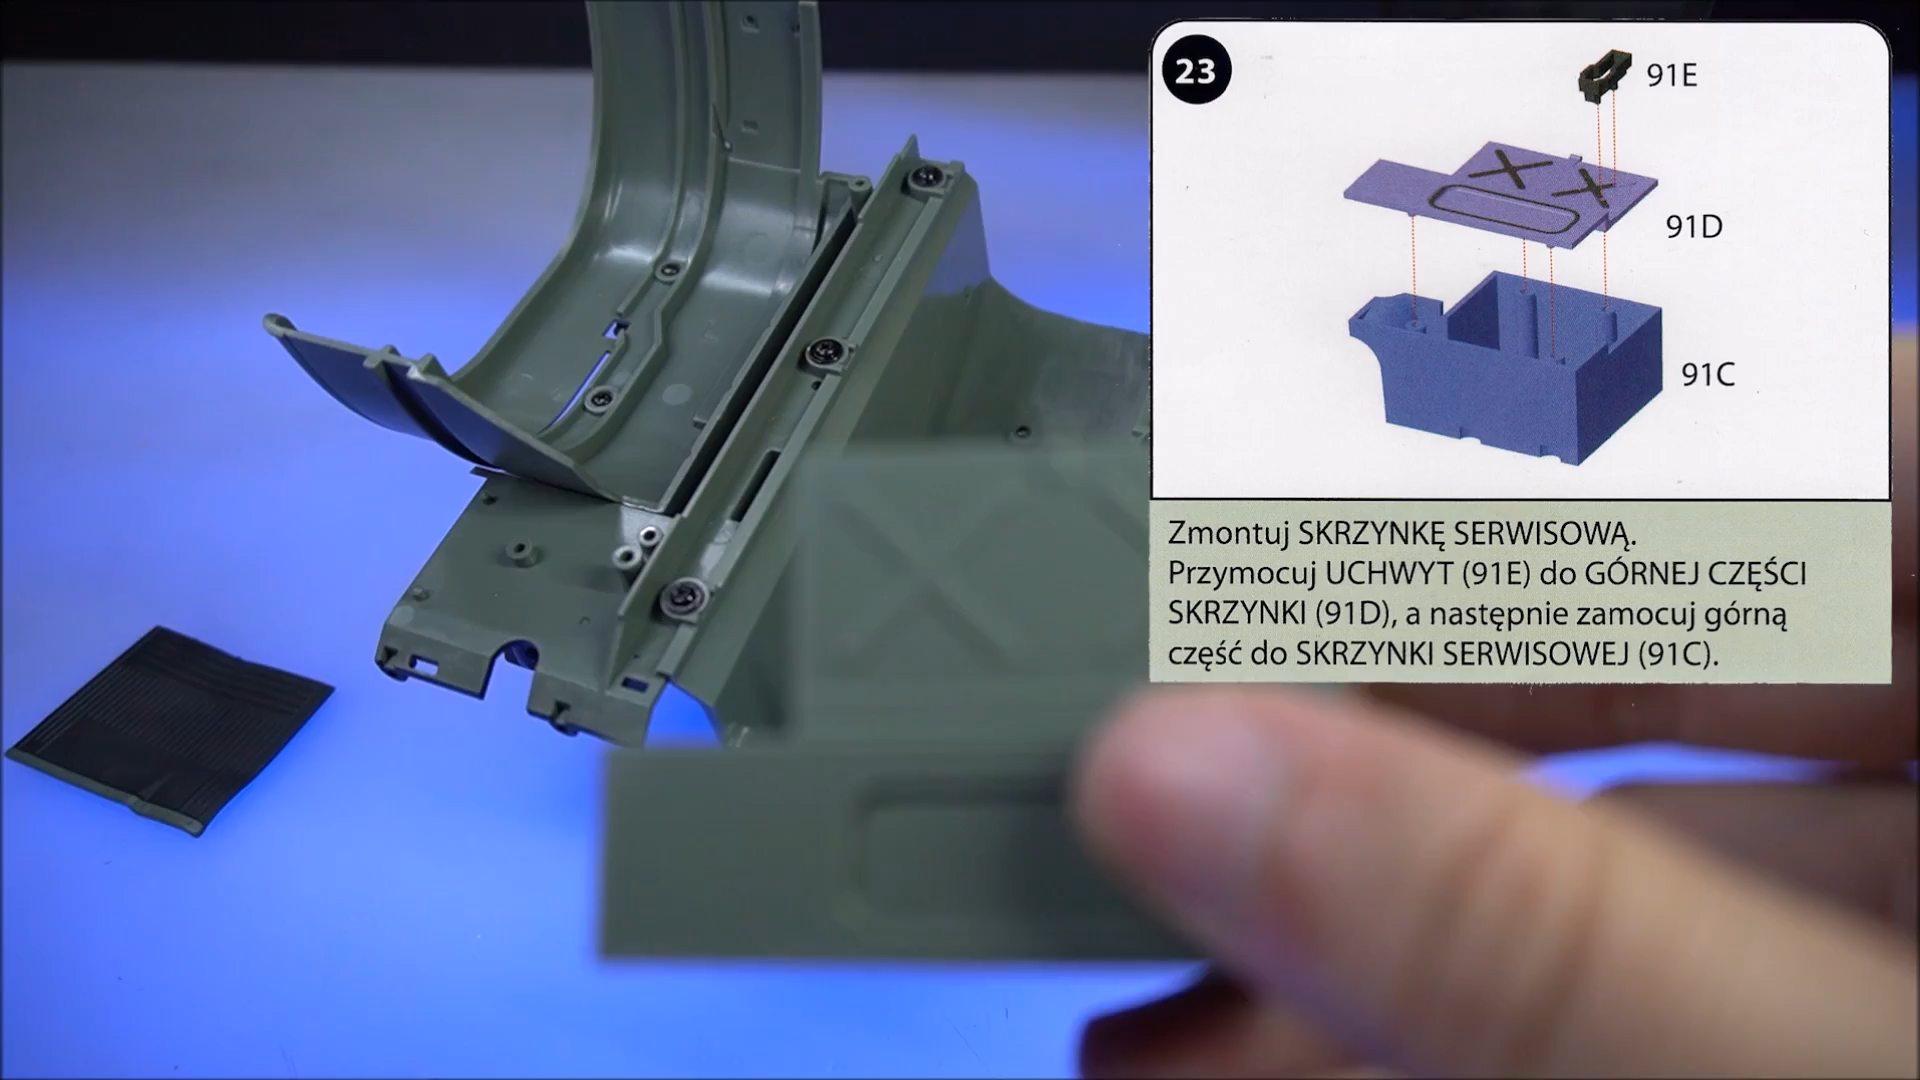 23
91E
91D
91C
Zmontuj SKRZYNKĘ SERWISOWĄ.
Przymocuj UCHWYT (91E) do GÓRNEJ CZĘŚCI
SKRZYNKI (91D), a następnie zamocuj górną
część do SKRZYNKI SERWISOWEJ (91C).